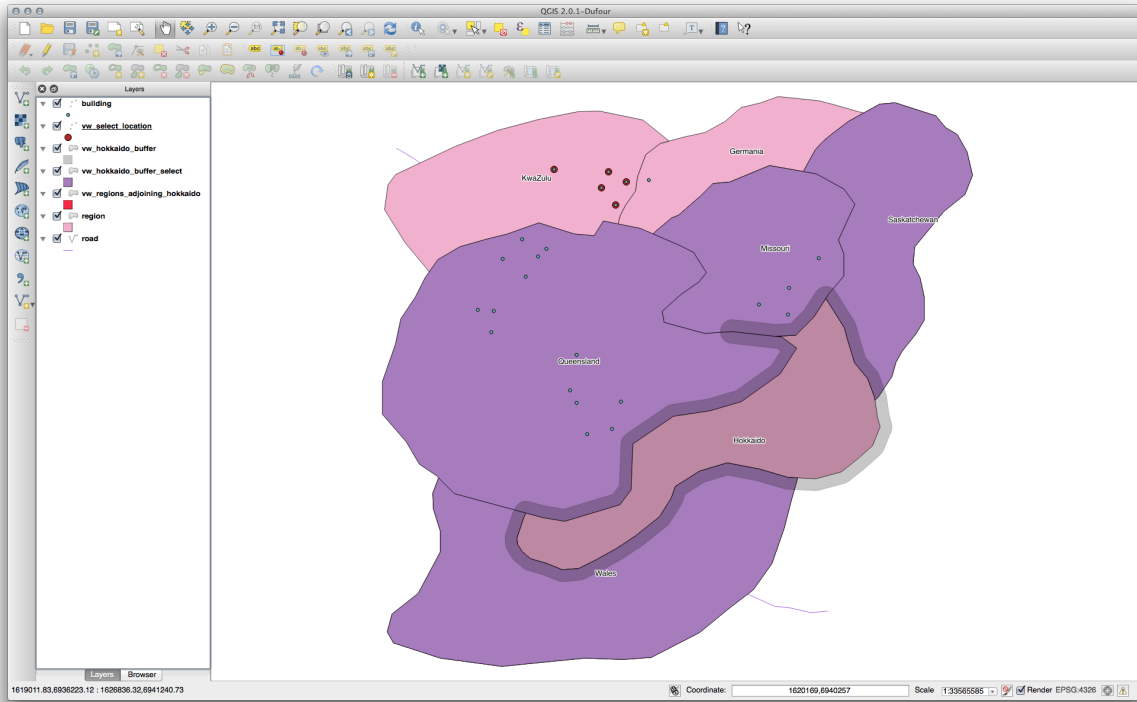 QGIS 2.0.1-Dufour
Layers
building
vw_select_location
vw_hokkaido_buffer
vw_hokkaido_buffer_select
vw_regions_adjoining_hokkaido
region
road
Germania
KwaZulu
Saskatchewan
Missouri
Queensland
Hokkaido
Wales
Layers Browser
1619011.83,6936223.12 : 1626836.32,6941240.73
Coordinate: 1620169,6940257 Scale 1:33565585 Render EPSG:4326